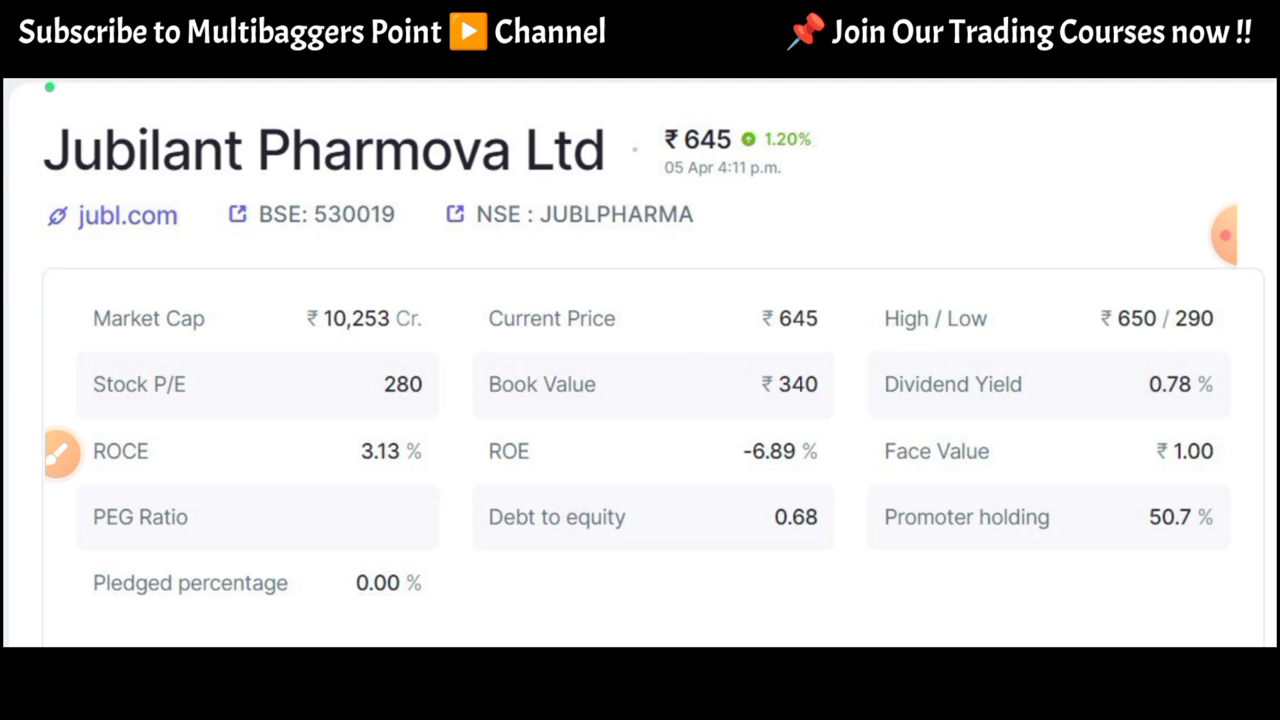 Subscribe to Multibaggers Point ▶️ Channel
📌 Join Our Trading Courses now !!
Jubilant Pharmova Ltd
₹ 645 1.20%
05 Apr 4:11 p.m.
jubl.com BSE: 530019 NSE : JUBLPHARMA
Market Cap ₹ 10,253 Cr. Current Price ₹ 645 High / Low ₹ 650 / 290
Stock P/E 280 Book Value ₹ 340 Dividend Yield 0.78 %
ROCE 3.13 % ROE -6.89 % Face Value ₹ 1.00
PEG Ratio Debt to equity 0.68 Promoter holding 50.7 %
Pledged percentage 0.00 %